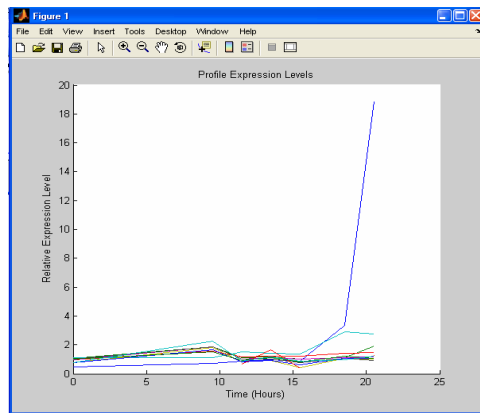 Figure 1
File Edit View Insert Tools Desktop Window Help
Profile Expression Levels
Relative Expression Level
20
18
16
14
12
10
8
6
4
2
0
0 5 10 15 20 25
Time (Hours)